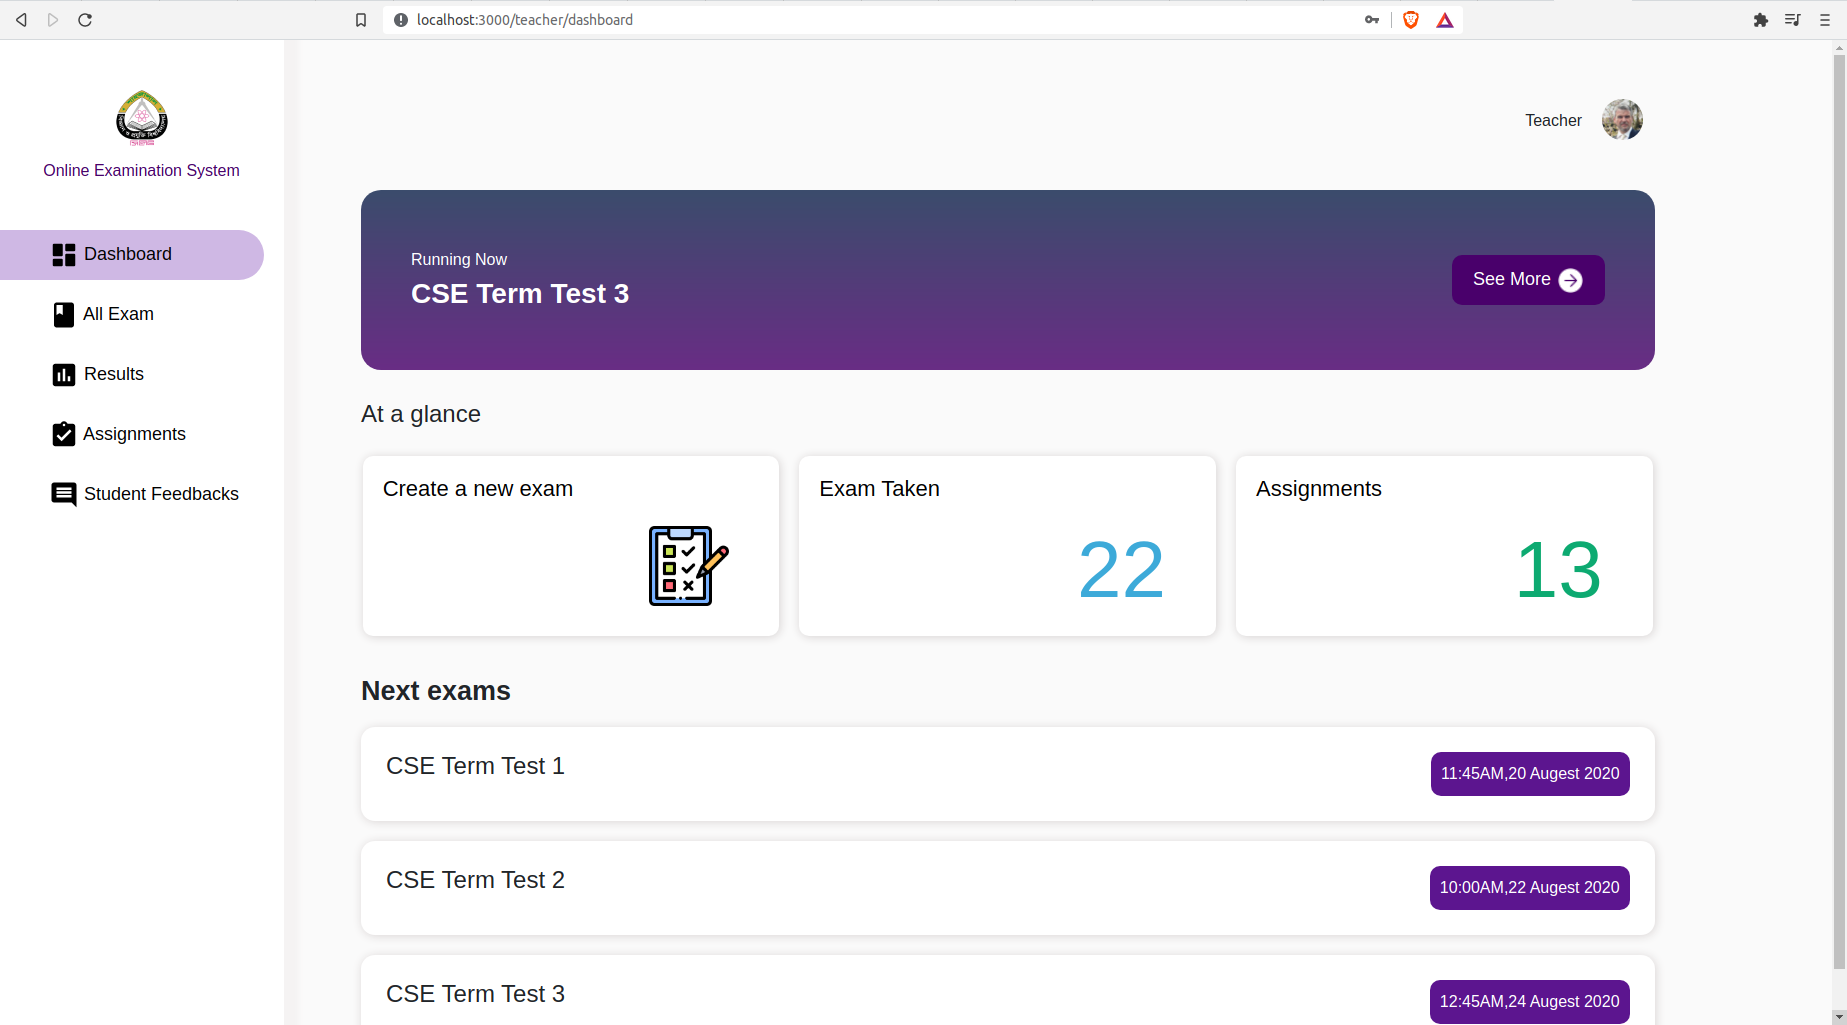 localhost:3000/teacher/dashboard
Online Examination System
Teacher
Dashboard
All Exam
Results
Assignments
Student Feedbacks
Running Now
CSE Term Test 3
See More
At a glance
Create a new exam
Exam Taken
22
Assignments
13
Next exams
CSE Term Test 1
11:45AM,20 Augest 2020
CSE Term Test 2
10:00AM,22 Augest 2020
CSE Term Test 3
12:45AM,24 Augest 2020